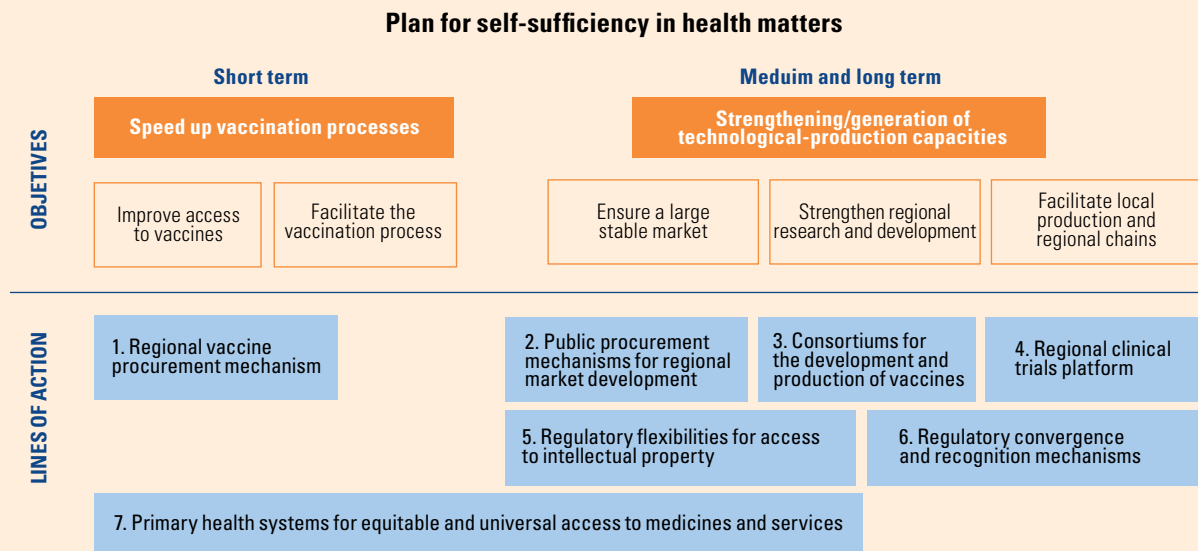 Plan for self-sufficiency in health matters
Short term
Meduim and long term
OBJETIVES
Speed up vaccination processes
Strengthening/generation of
technological-production capacities
Improve access
to vaccines
Facilitate the
vaccination process
Ensure a large
stable market
Strengthen regional
research and development
Facilitate local
production and
regional chains
LINES OF ACTION
1. Regional vaccine
procurement mechanism
2. Public procurement
mechanisms for regional
market development
3. Consortiums for
the development and
production of vaccines
4. Regional clinical
trials platform
5. Regulatory flexibilities for access
to intellectual property
6. Regulatory convergence
and recognition mechanisms
7. Primary health systems for equitable and universal access to medicines and services